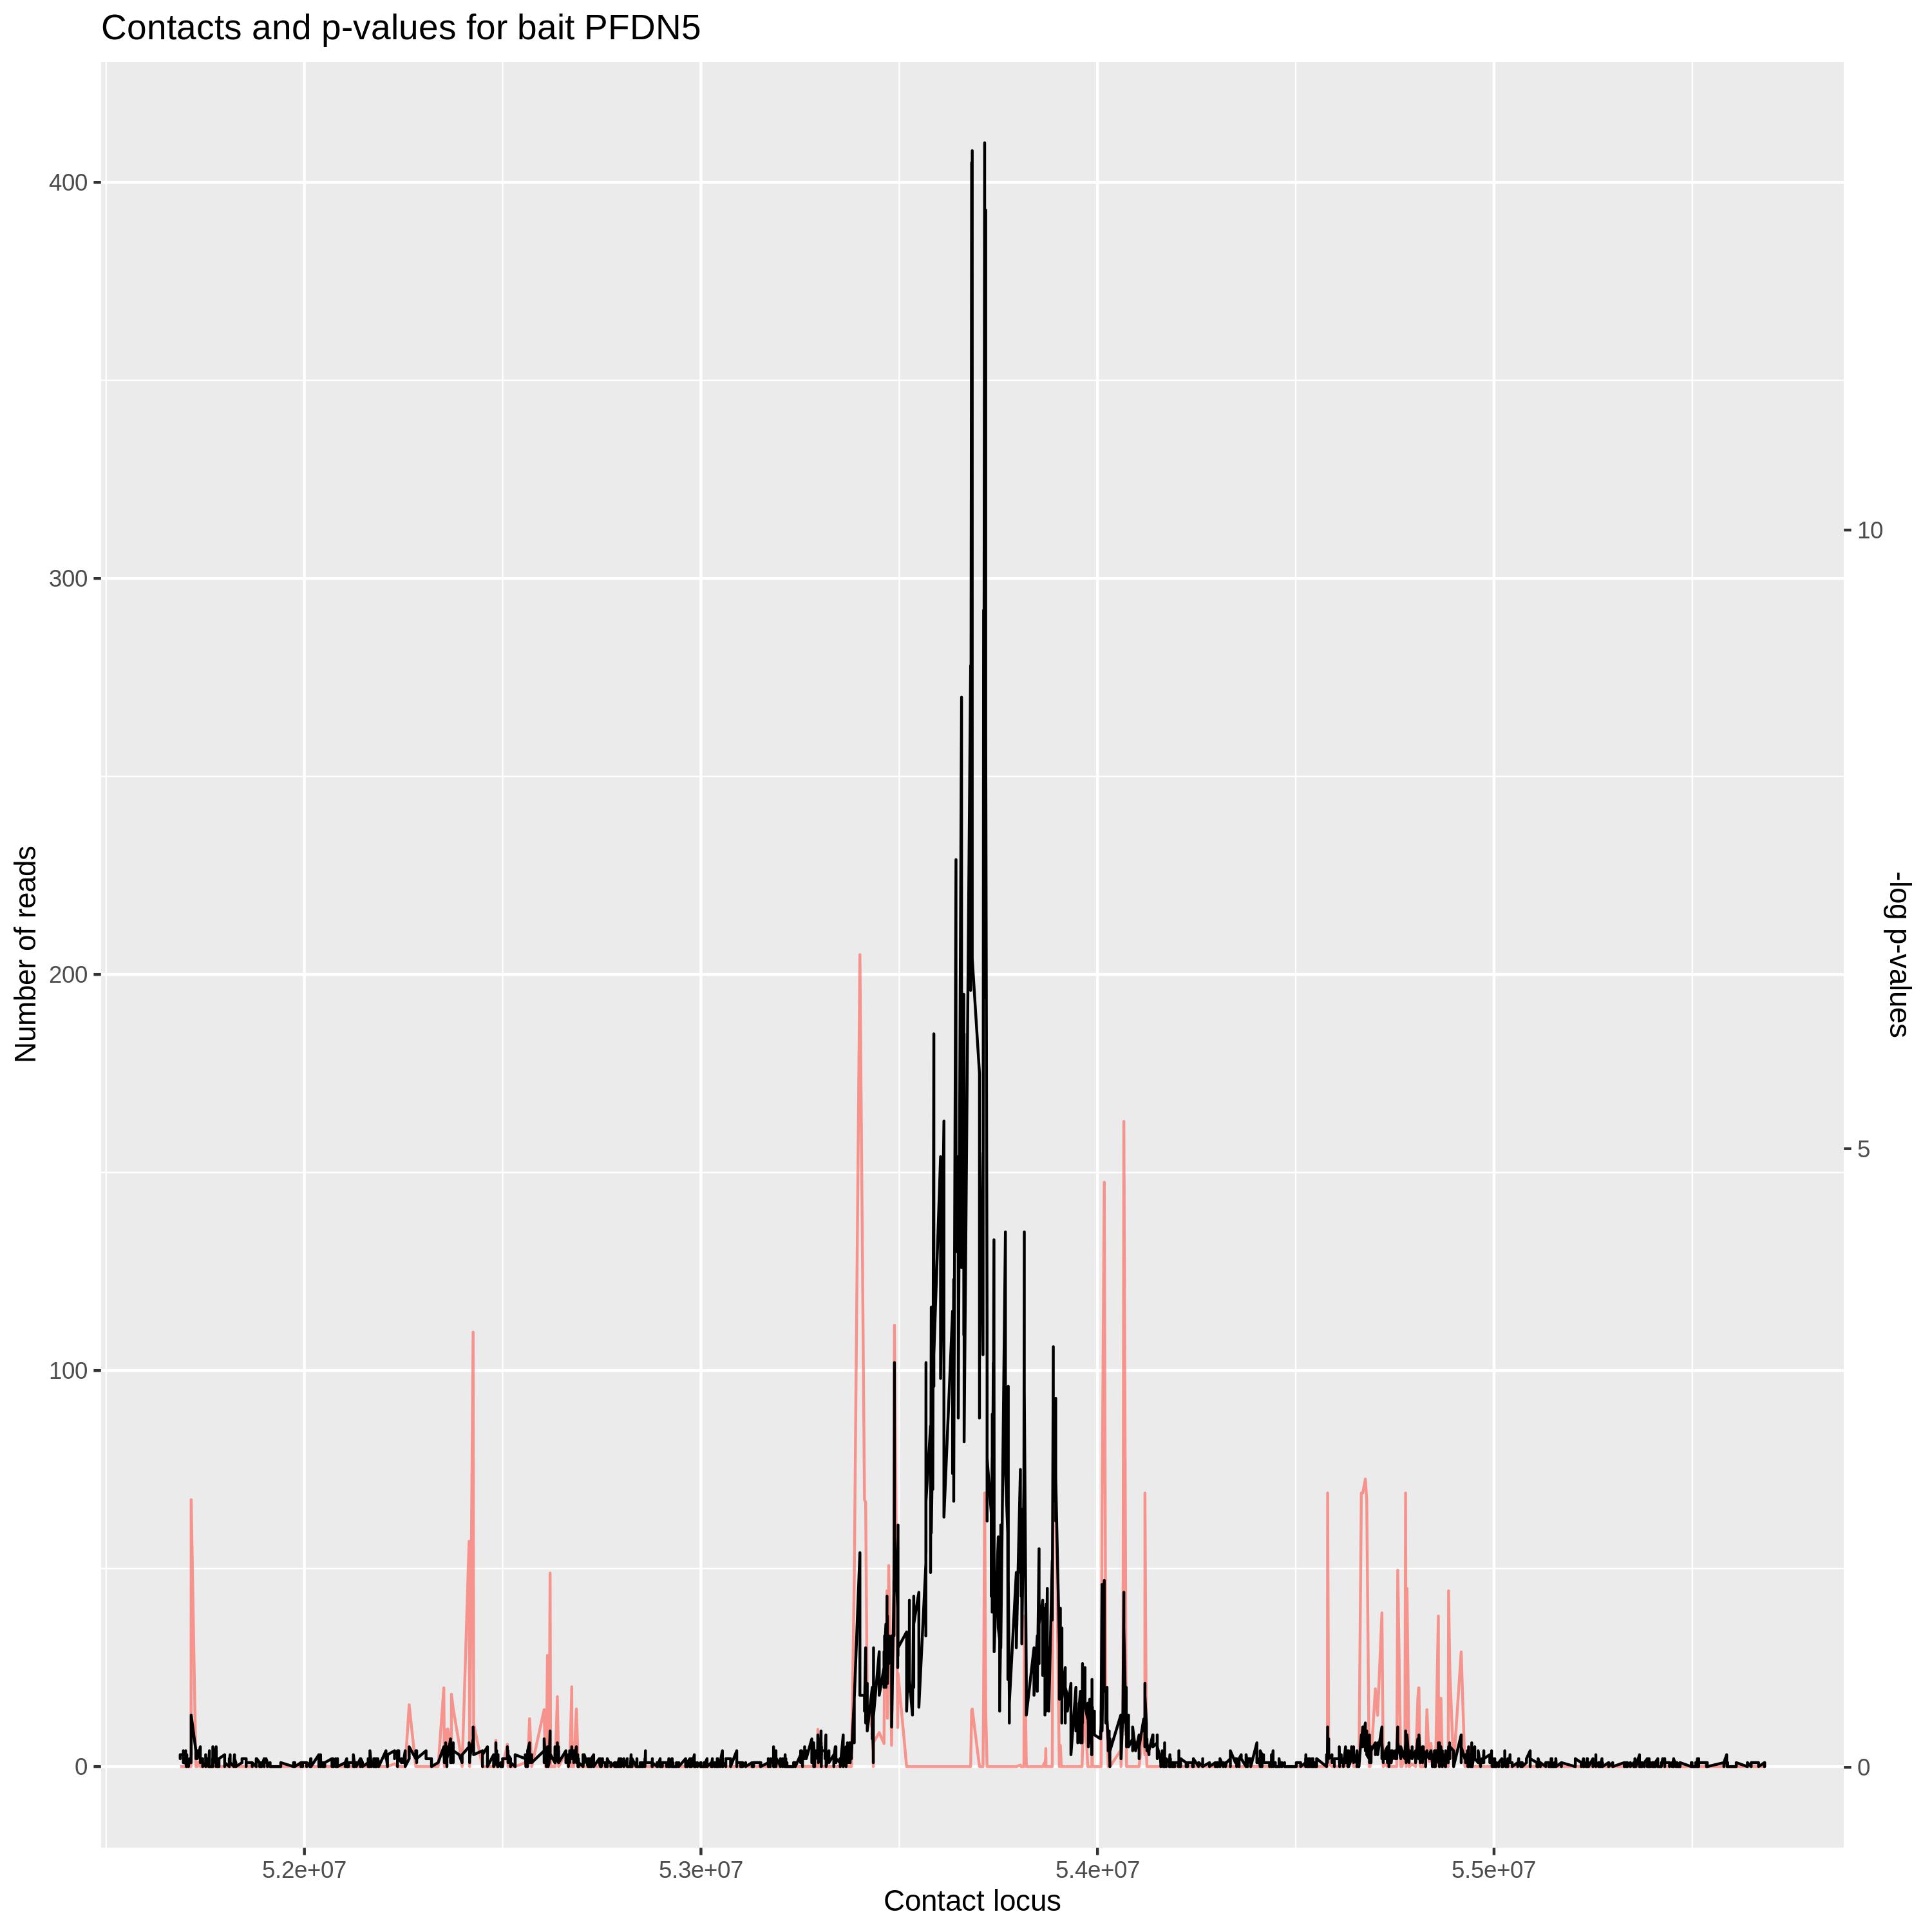 Contacts and p-values for bait PFDN5
400
300
200
100
0
Number of reads
10
5
0
-log p-values
5.2e+07
5.3e+07
5.4e+07
5.5e+07
Contact locus